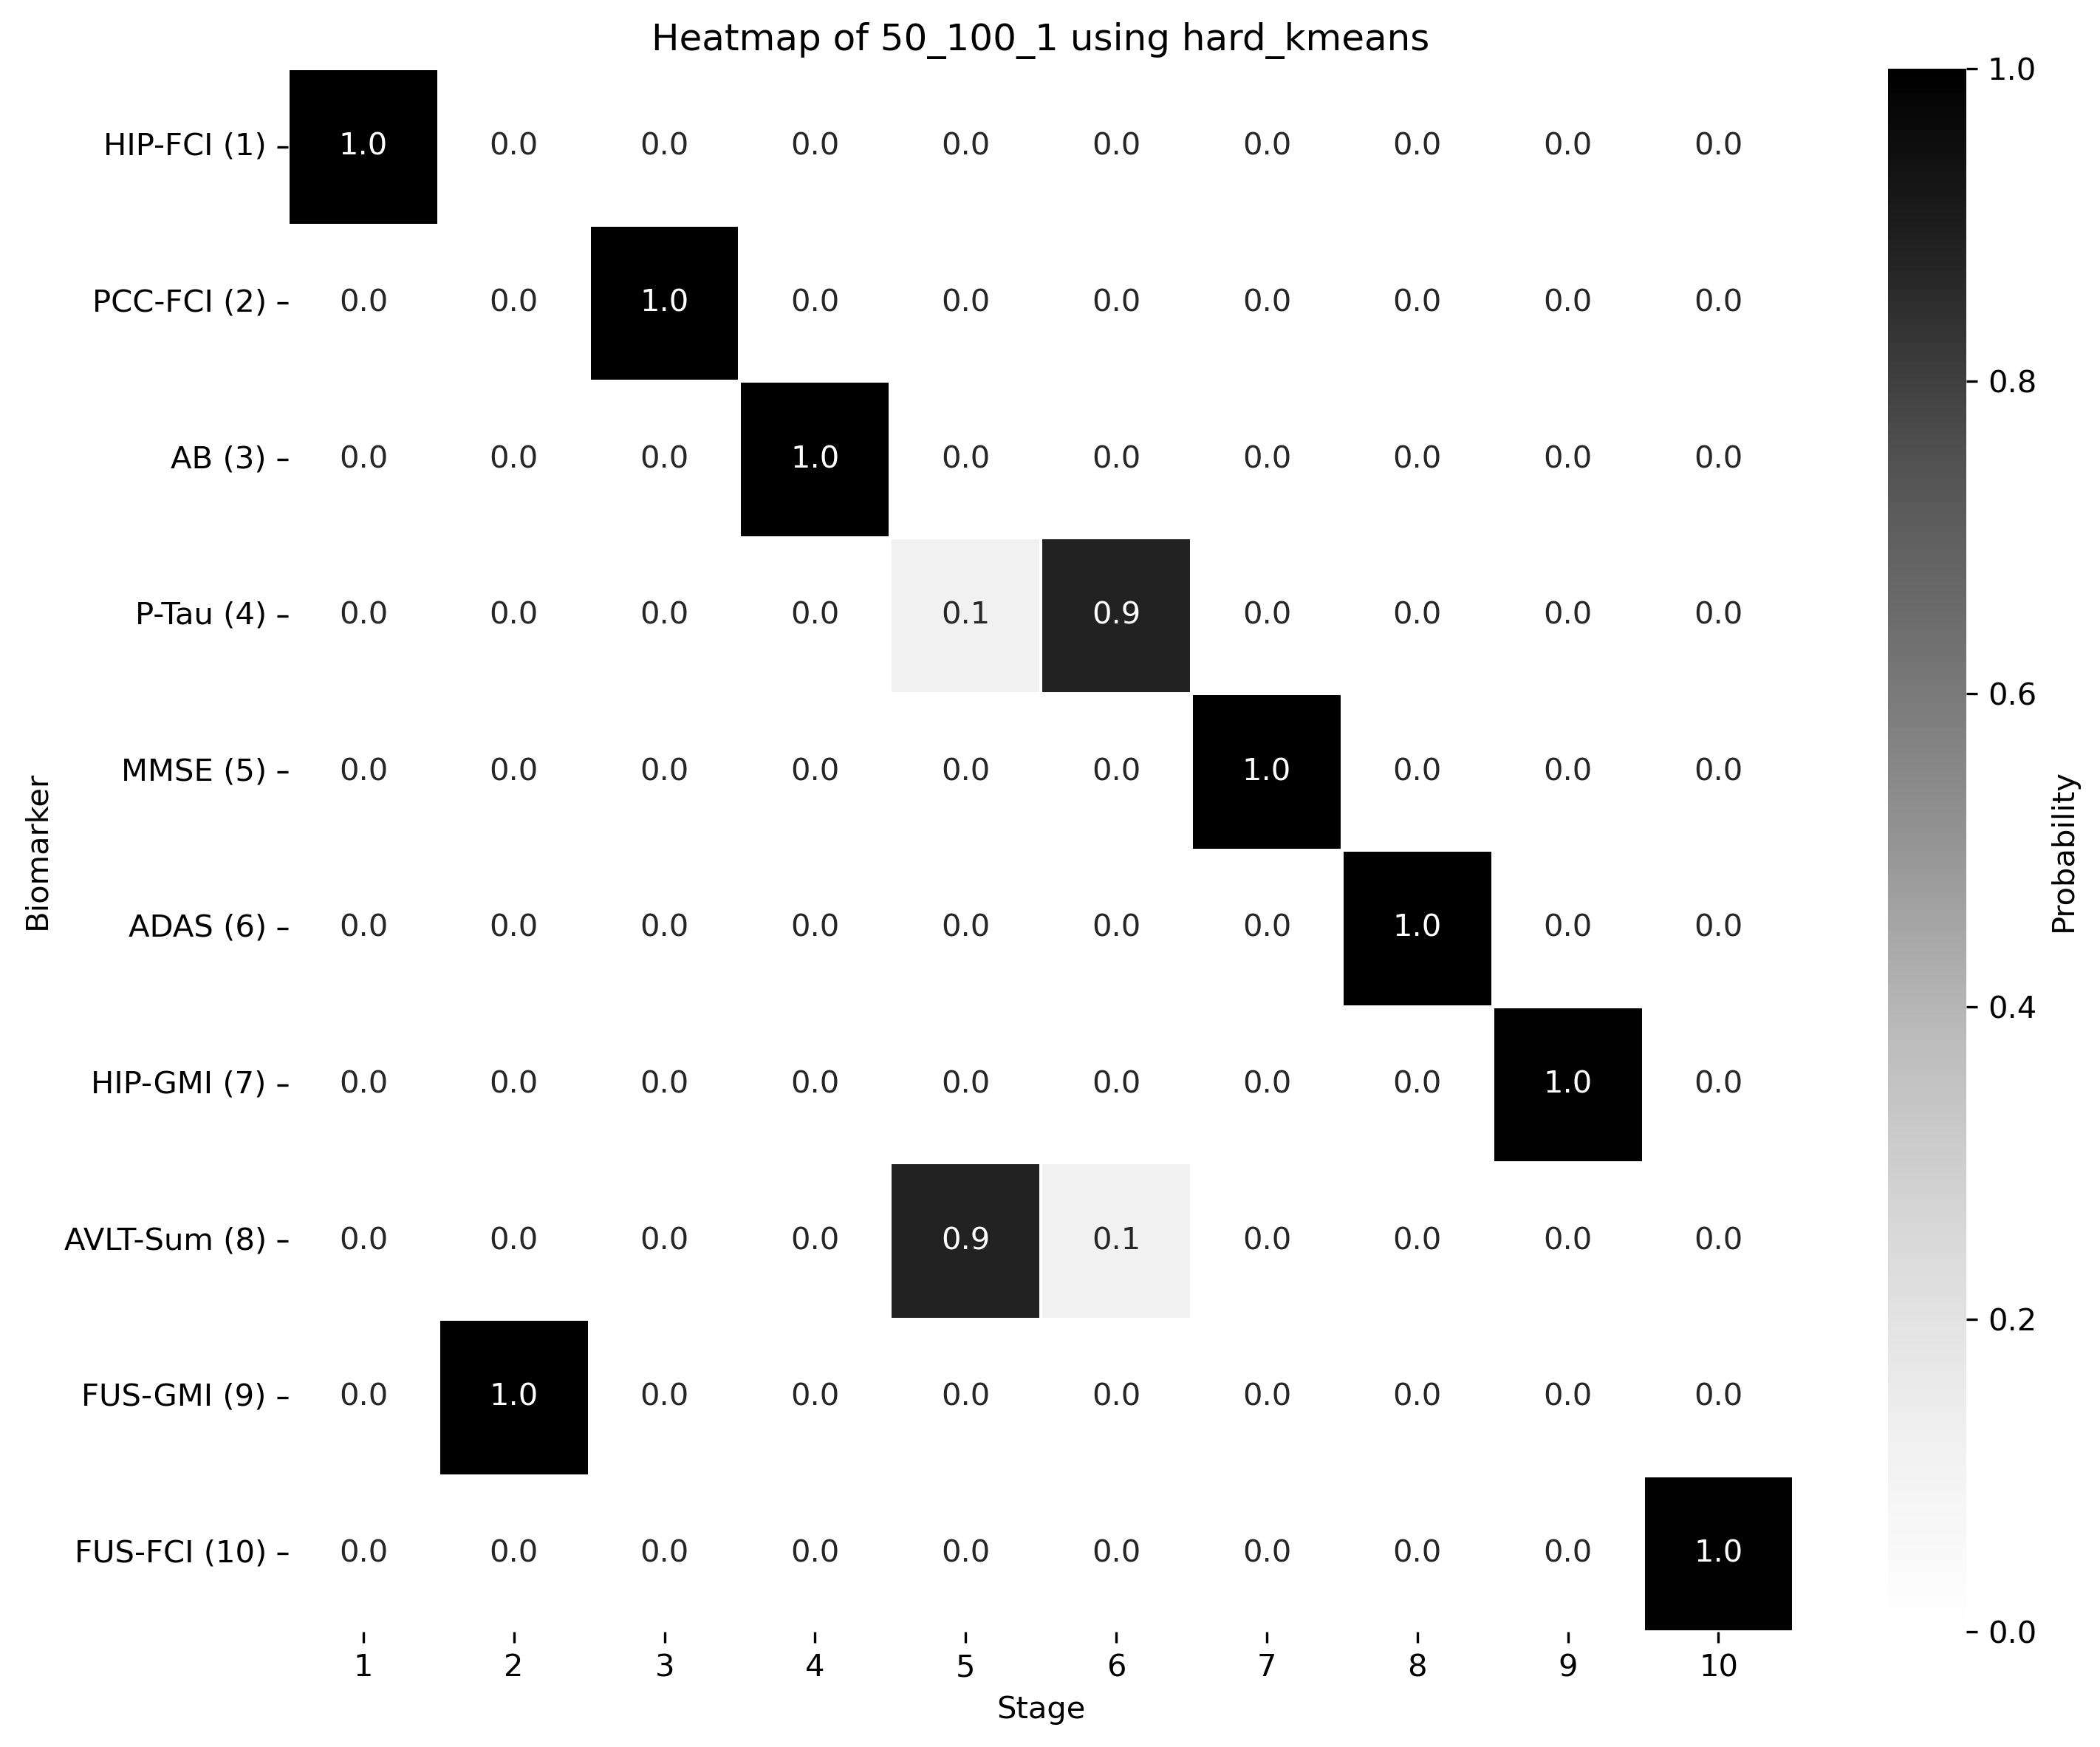 Heatmap of 50_100_1 using hard_kmeans
HIP-FCI (1) 1.0 0.0 0.0 0.0 0.0 0.0 0.0 0.0 0.0 0.0
PCC-FCI (2) 0.0 0.0 1.0 0.0 0.0 0.0 0.0 0.0 0.0 0.0
AB (3) 0.0 0.0 0.0 1.0 0.0 0.0 0.0 0.0 0.0 0.0
P-Tau (4) 0.0 0.0 0.0 0.0 0.1 0.9 0.0 0.0 0.0 0.0
MMSE (5) 0.0 0.0 0.0 0.0 0.0 0.0 1.0 0.0 0.0 0.0
ADAS (6) 0.0 0.0 0.0 0.0 0.0 0.0 0.0 1.0 0.0 0.0
HIP-GMI (7) 0.0 0.0 0.0 0.0 0.0 0.0 0.0 0.0 1.0 0.0
AVLT-Sum (8) 0.0 0.0 0.0 0.0 0.9 0.1 0.0 0.0 0.0 0.0
FUS-GMI (9) 0.0 1.0 0.0 0.0 0.0 0.0 0.0 0.0 0.0 0.0
FUS-FCI (10) 0.0 0.0 0.0 0.0 0.0 0.0 0.0 0.0 0.0 1.0
1 2 3 4 5 6 7 8 9 10
Stage
Biomarker
1.0
0.8
0.6
0.4
0.2
0.0
Probability